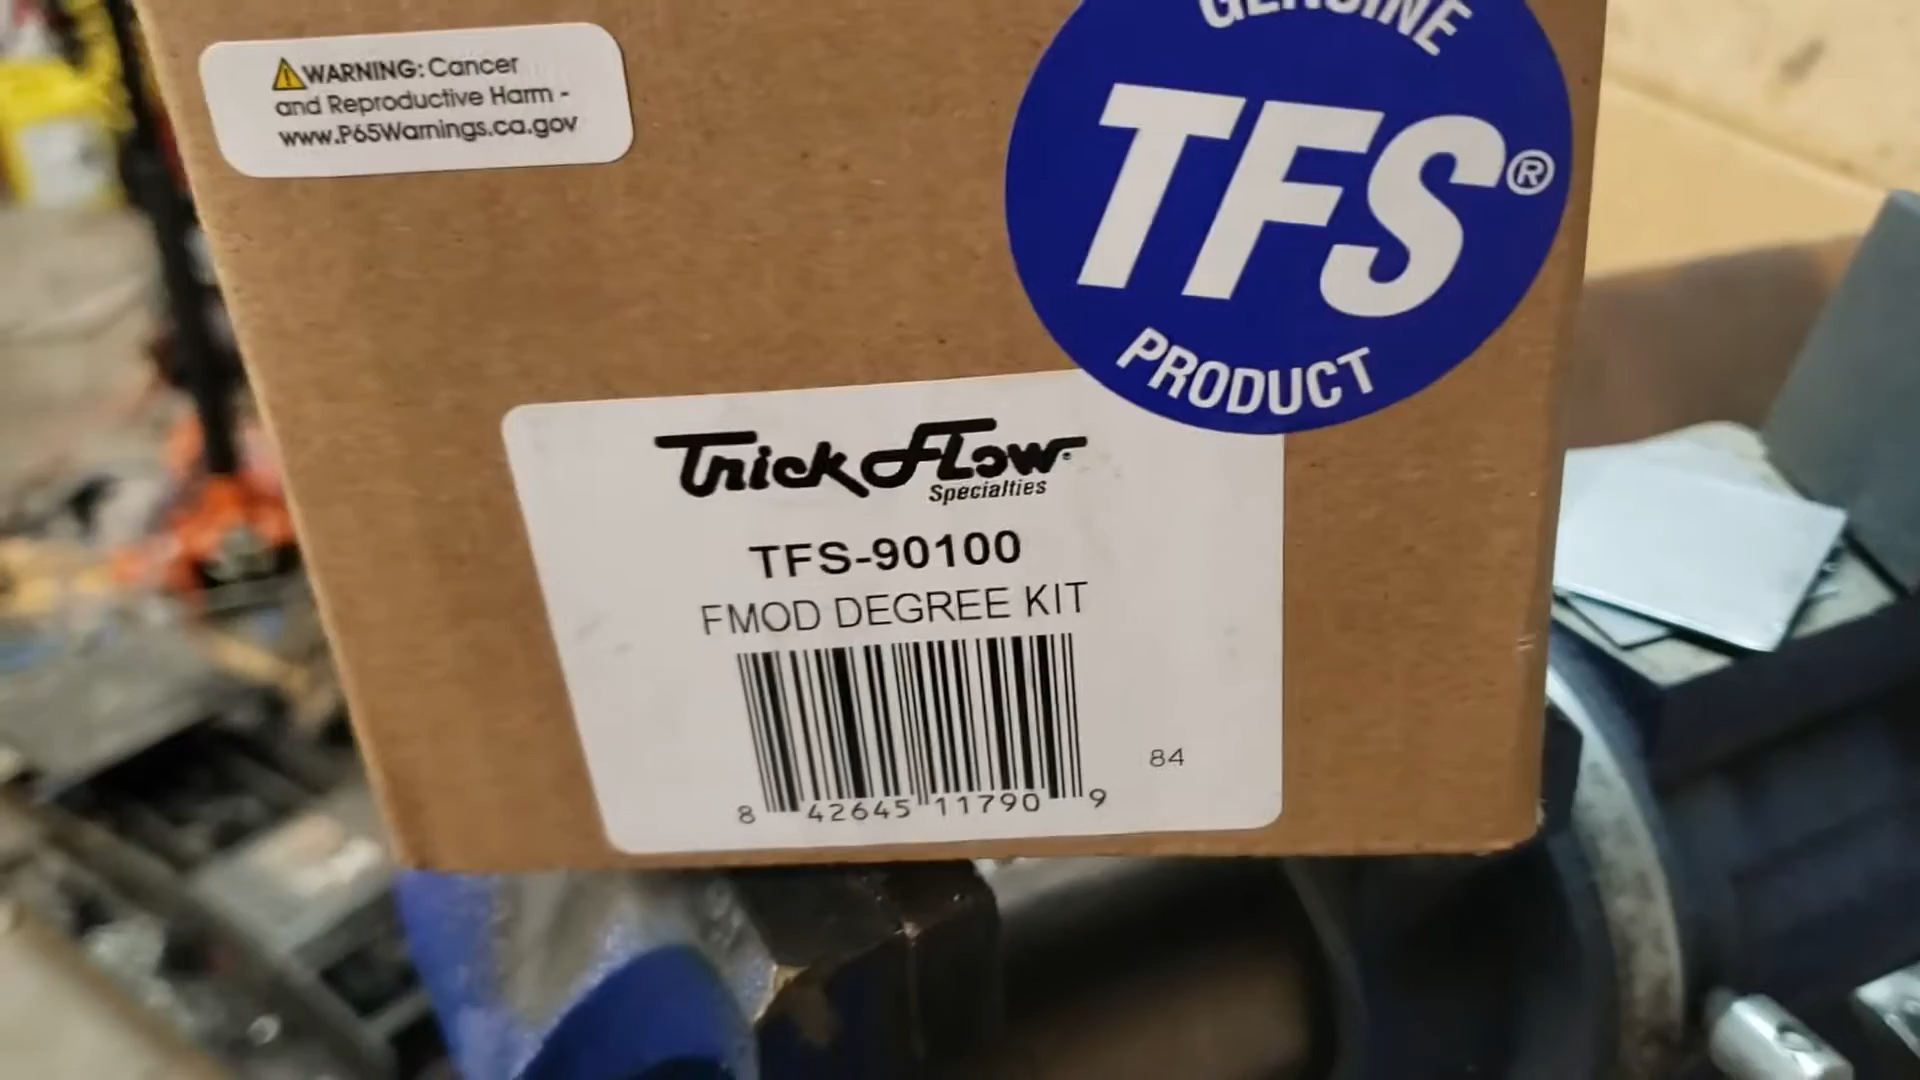 WARNING: Cancer
and Reproductive Harm -
www.P65Warnings.ca.gov
GENUINE
TFS®
PRODUCT
Trick Flow®
Specialties
TFS-90100
FMOD DEGREE KIT
84
8 42645 11790 9